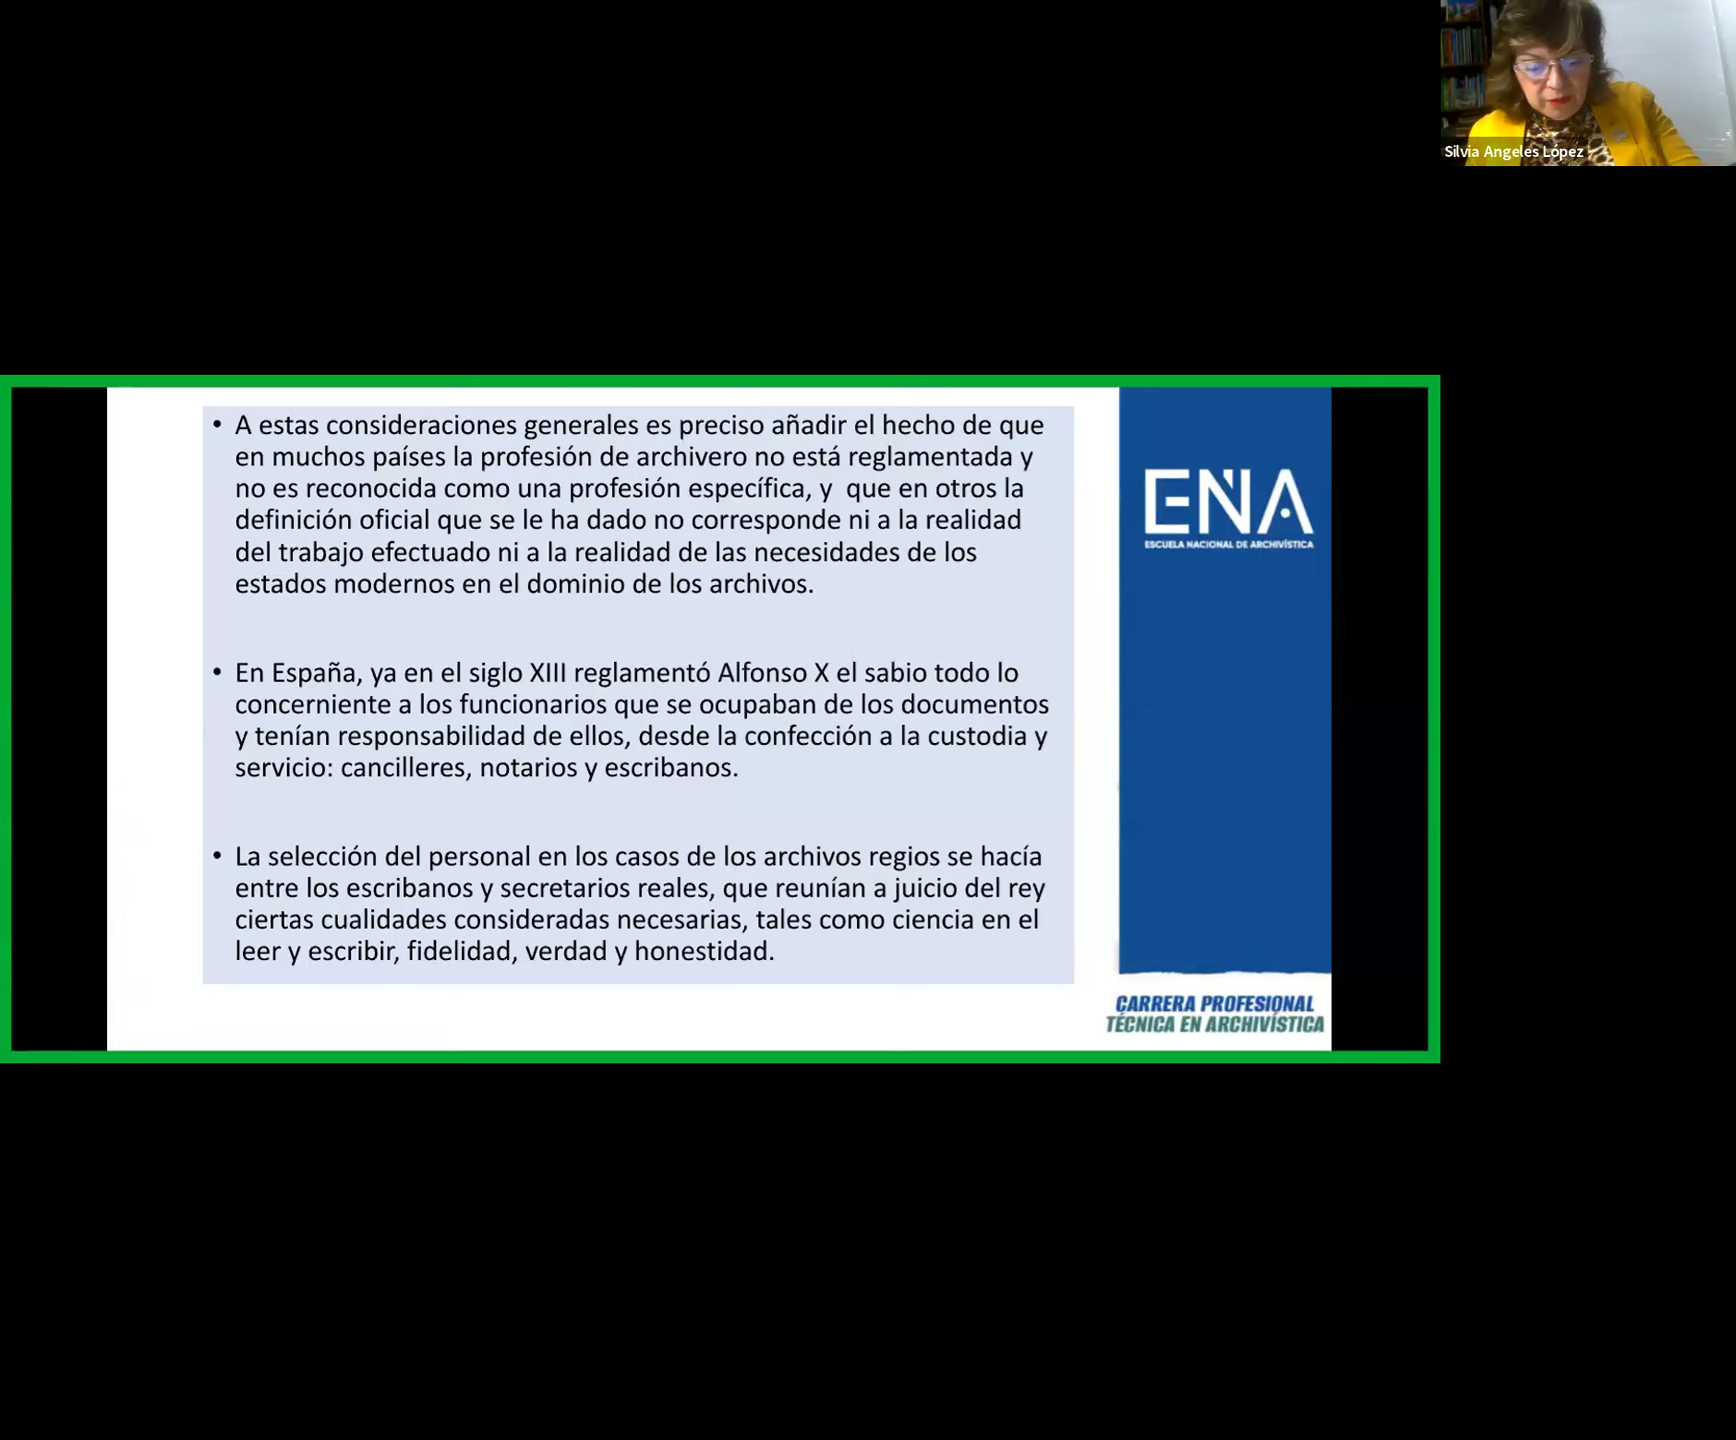 Silvia Angeles López
• A estas consideraciones generales es preciso añadir el hecho de que
en muchos países la profesión de archivero no está reglamentada y
no es reconocida como una profesión específica, y  que en otros la
definición oficial que se le ha dado no corresponde ni a la realidad
del trabajo efectuado ni a la realidad de las necesidades de los
estados modernos en el dominio de los archivos.
• En España, ya en el siglo XIII reglamentó Alfonso X el sabio todo lo
concerniente a los funcionarios que se ocupaban de los documentos
y tenían responsabilidad de ellos, desde la confección a la custodia y
servicio: cancilleres, notarios y escribanos.
• La selección del personal en los casos de los archivos regios se hacía
entre los escribanos y secretarios reales, que reunían a juicio del rey
ciertas cualidades consideradas necesarias, tales como ciencia en el
leer y escribir, fidelidad, verdad y honestidad.
ENA
ESCUELA NACIONAL DE ARCHIVÍSTICA
CARRERA PROFESIONAL
TÉCNICA EN ARCHIVÍSTICA